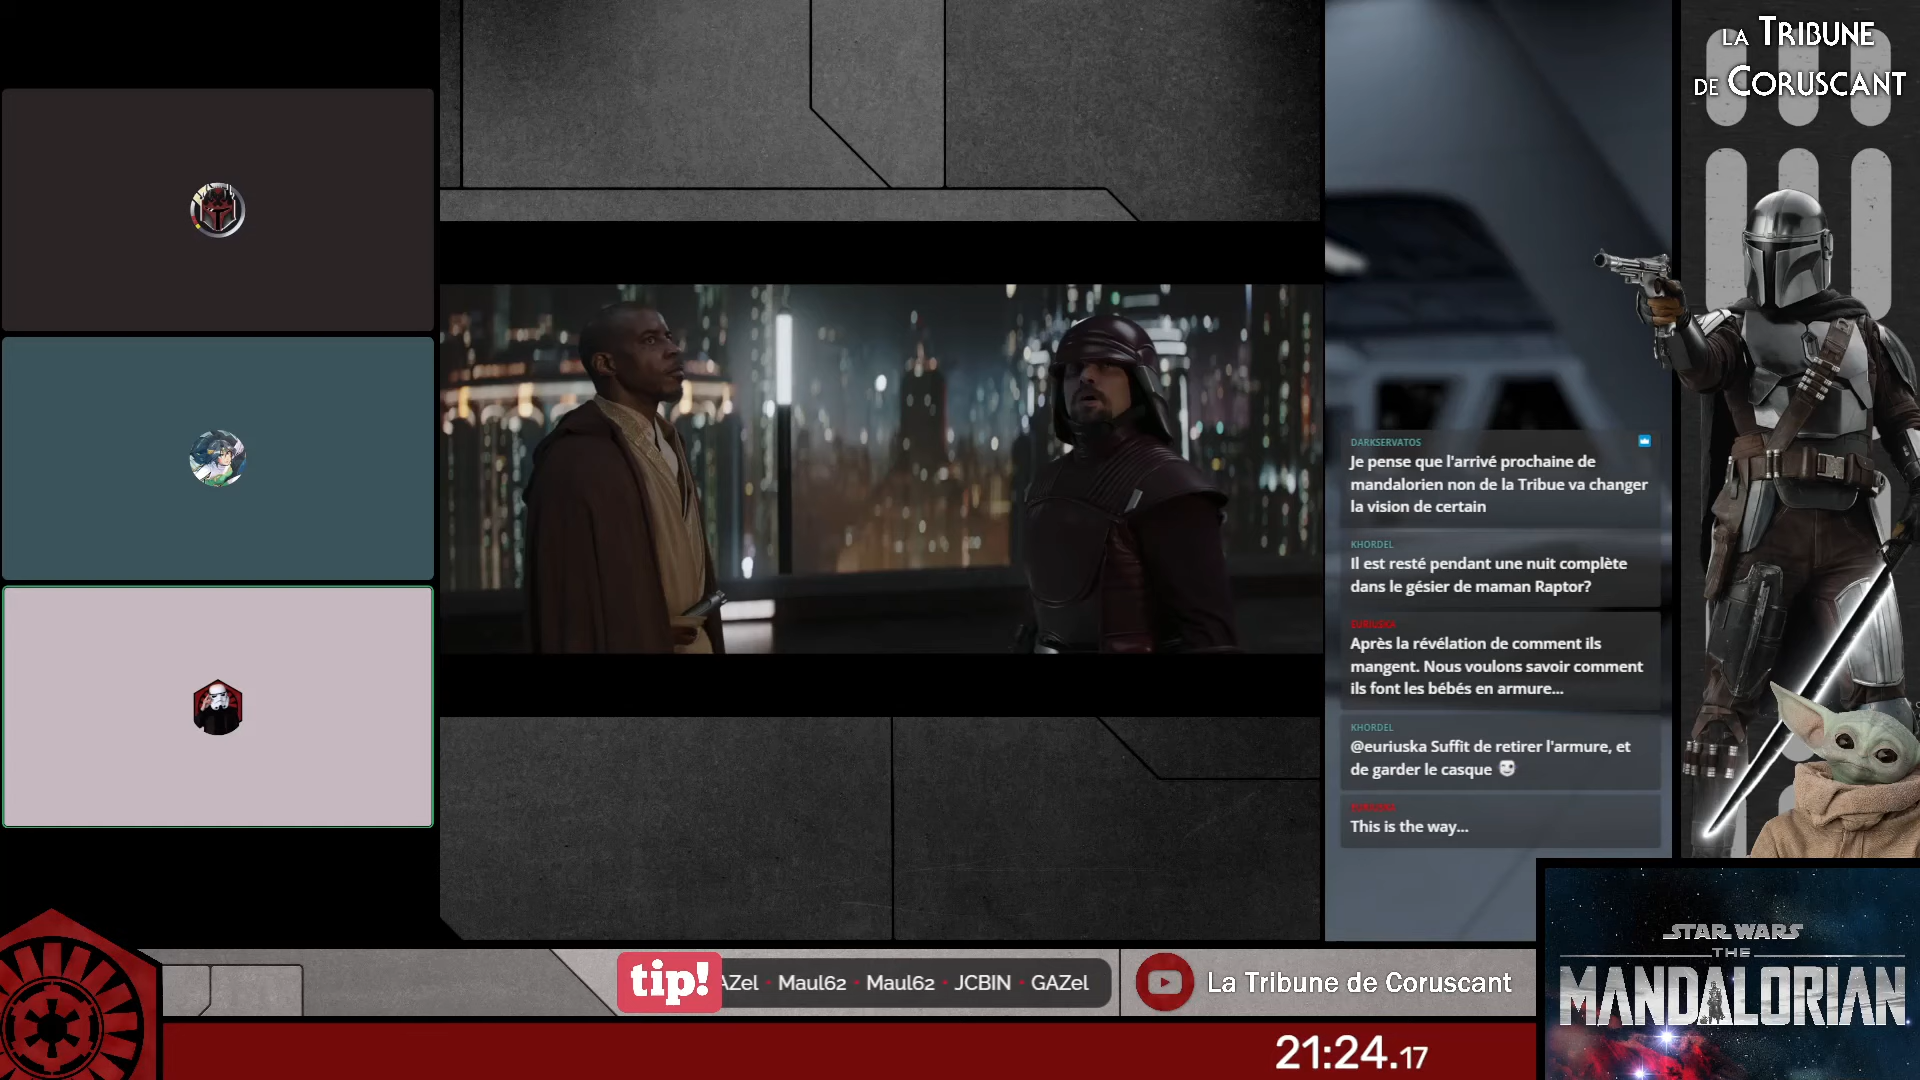 LA TRIBUNE
DE CORUSCANT
DARKSERVATOS
Je pense que l'arrivé prochaine de
mandalorien non de la Tribue va changer
la vision de certain
KHORDEL
Il est resté pendant une nuit complète
dans le gésier de maman Raptor?
EURIUSKA
Après la révélation de comment ils
mangent. Nous voulons savoir comment
ils font les bébés en armure...
KHORDEL
@euriuska Suffit de retirer l'armure, et
de garder le casque
This is the way...
STAR WARS
THE
MANDALORIAN
tip! AZel • Maul62 • Maul62 • JCBIN • GAZel
La Tribune de Coruscant
21:24.17